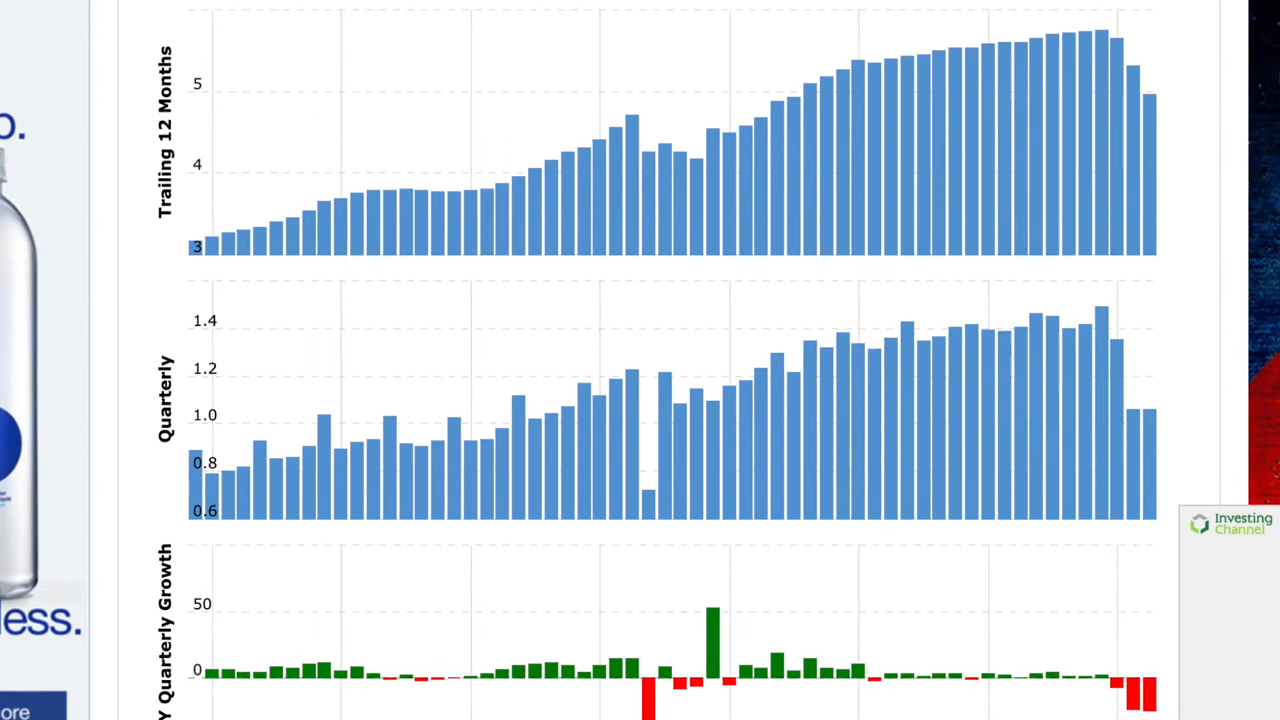 Trailing 12 Months
5
4
3
Quarterly
1.4
1.2
1.0
0.8
0.6
Y Quarterly Growth
50
0
o.
less.
ore
Investing
Channel